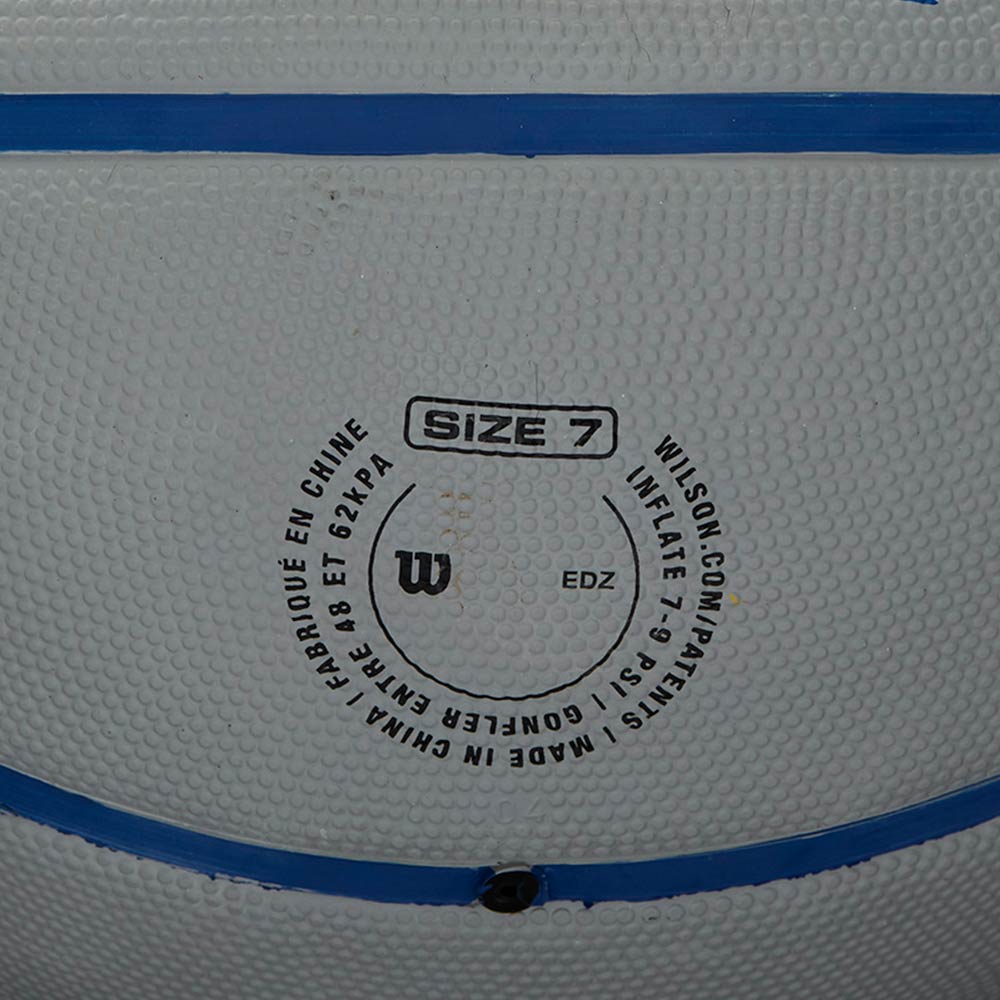 SIZE 7
WILSON.COM/PATENTS | MADE IN CHINA | FABRIQUÉ EN CHINE
INFLATE 7-9 PSI | GONFLER ENTRE 48 ET 62KPA
W
EDZ